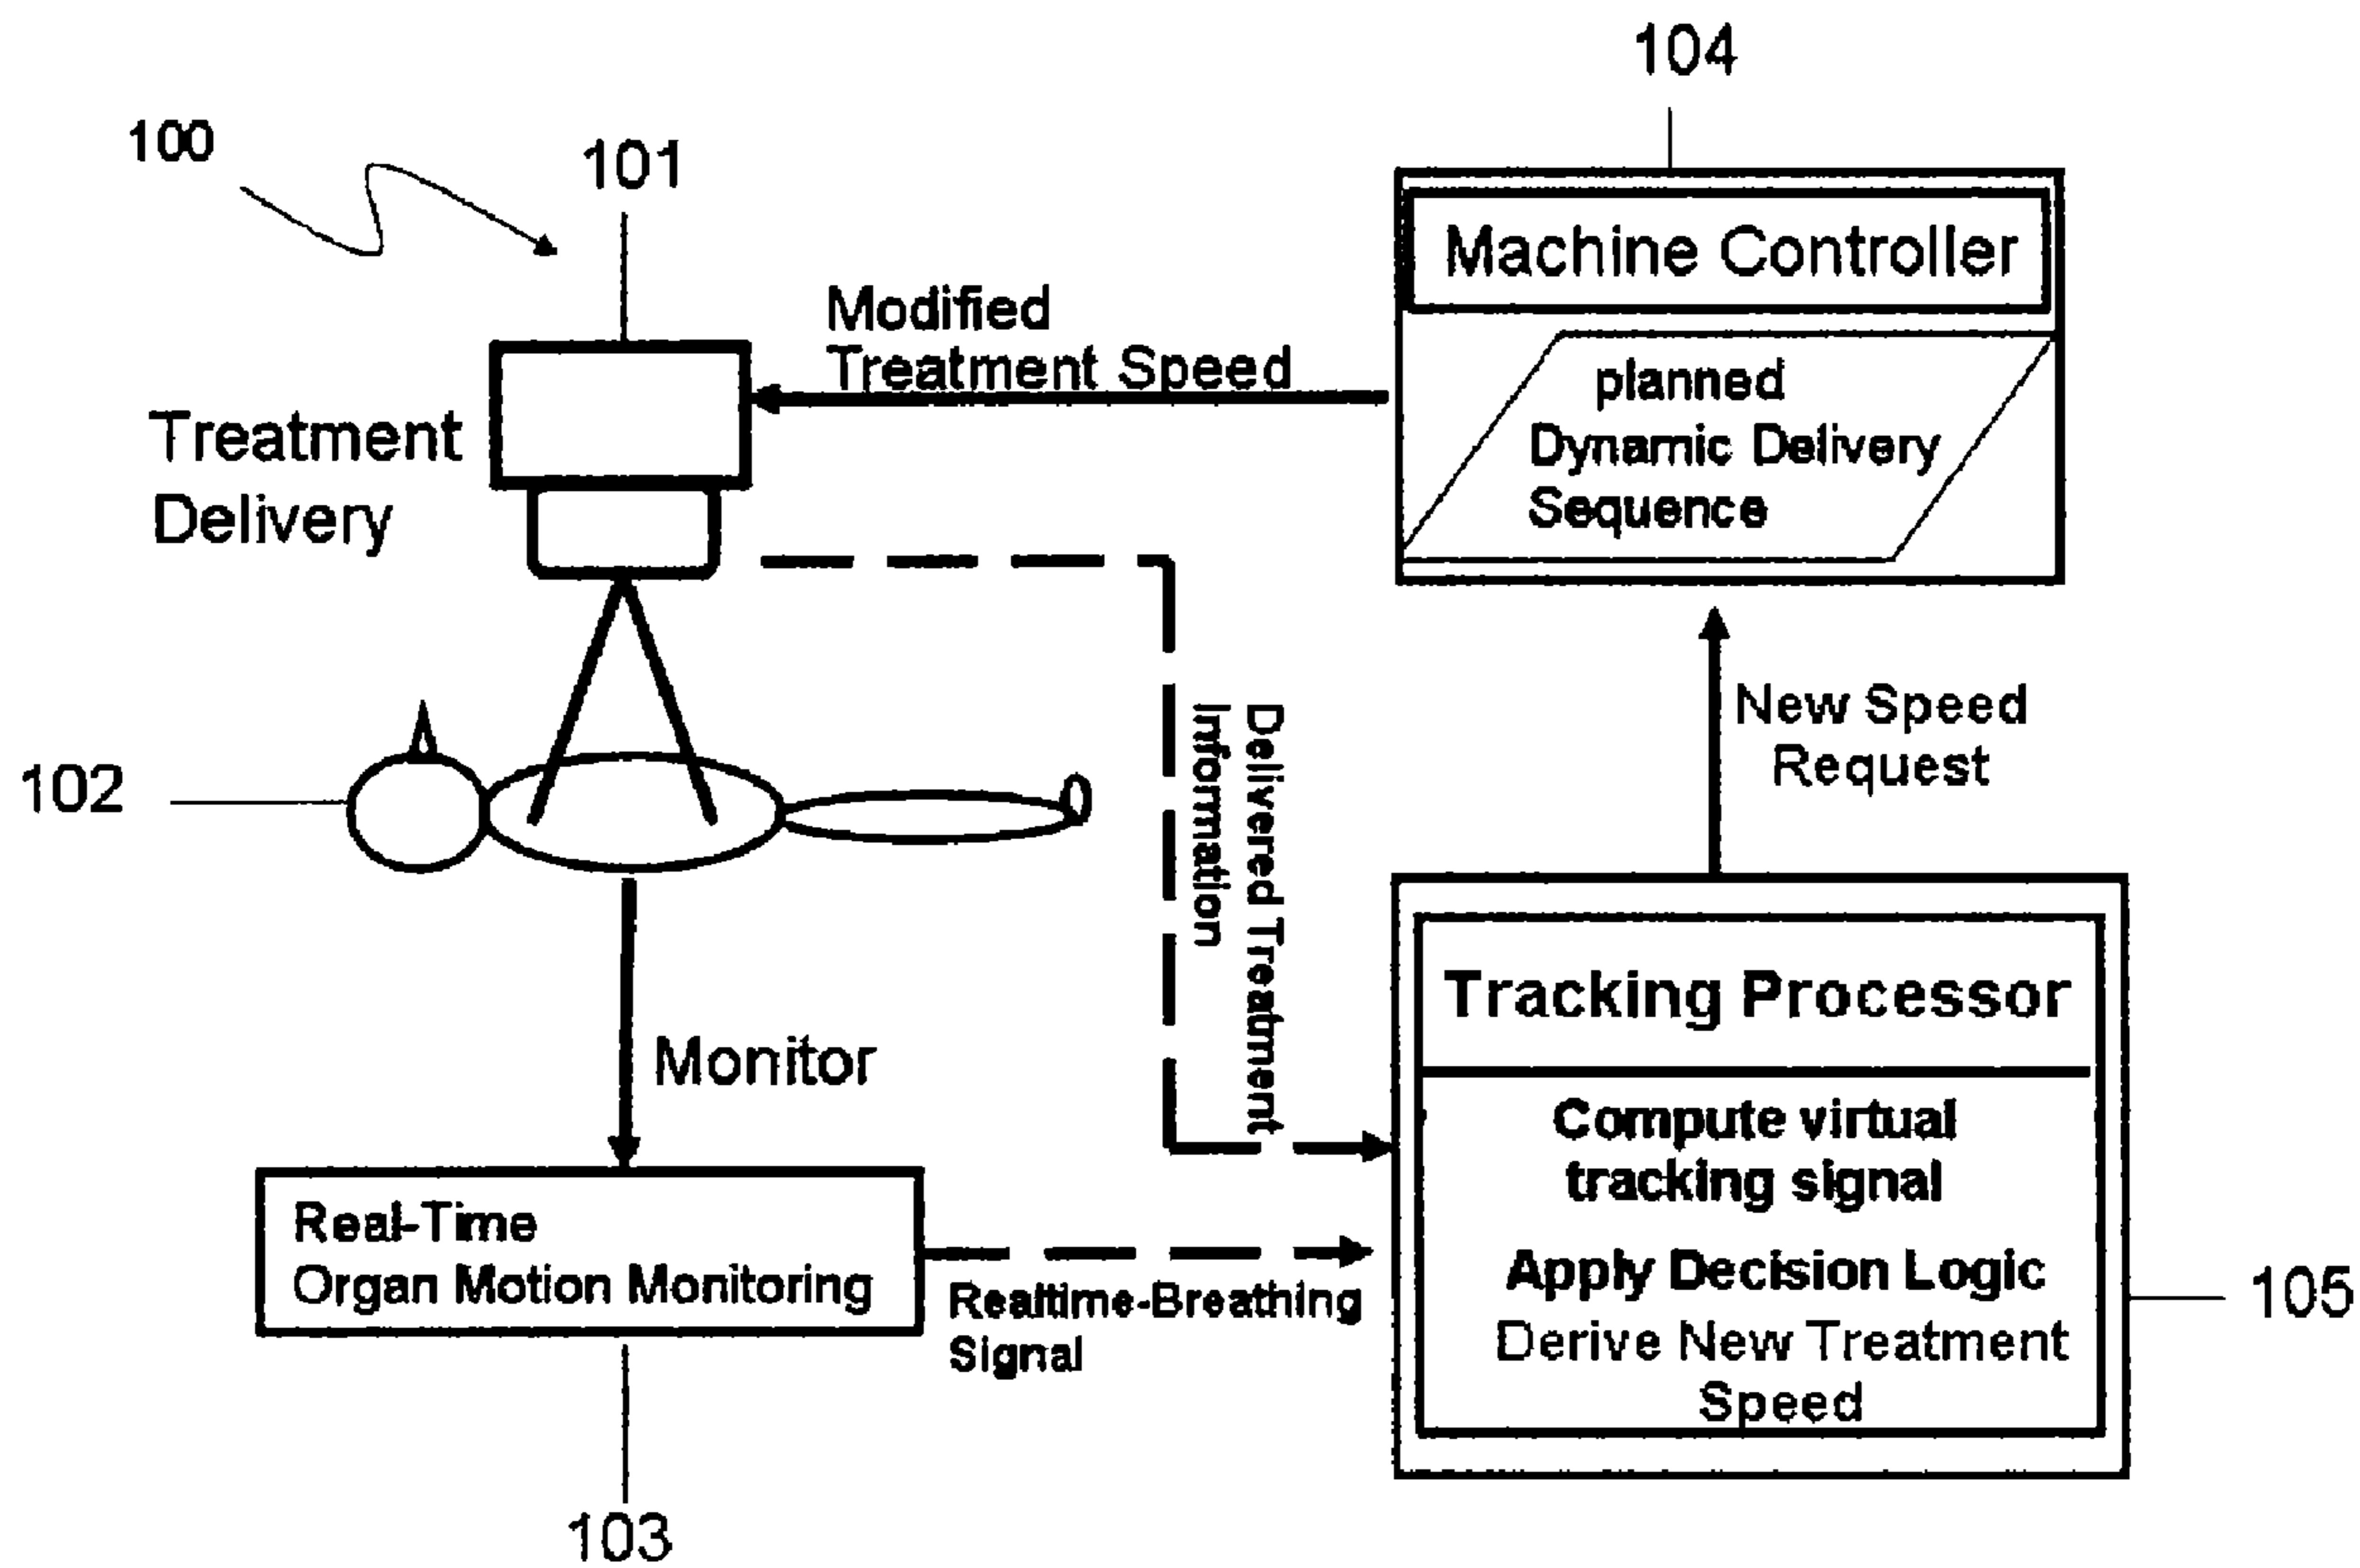 104
100
101
Machine Controller
Modified
Treatment Speed
planned
Dynamic Delivery
Sequence
Treatment
Delivery
New Speed
Request
102
Delivered Treatment
Information
Tracking Processor
Monitor
Compute virtual
tracking signal
Real-Time
Organ Motion Monitoring
Apply Decision Logic
Derive New Treatment
Speed
Realtime-Breathing
Signal
105
103